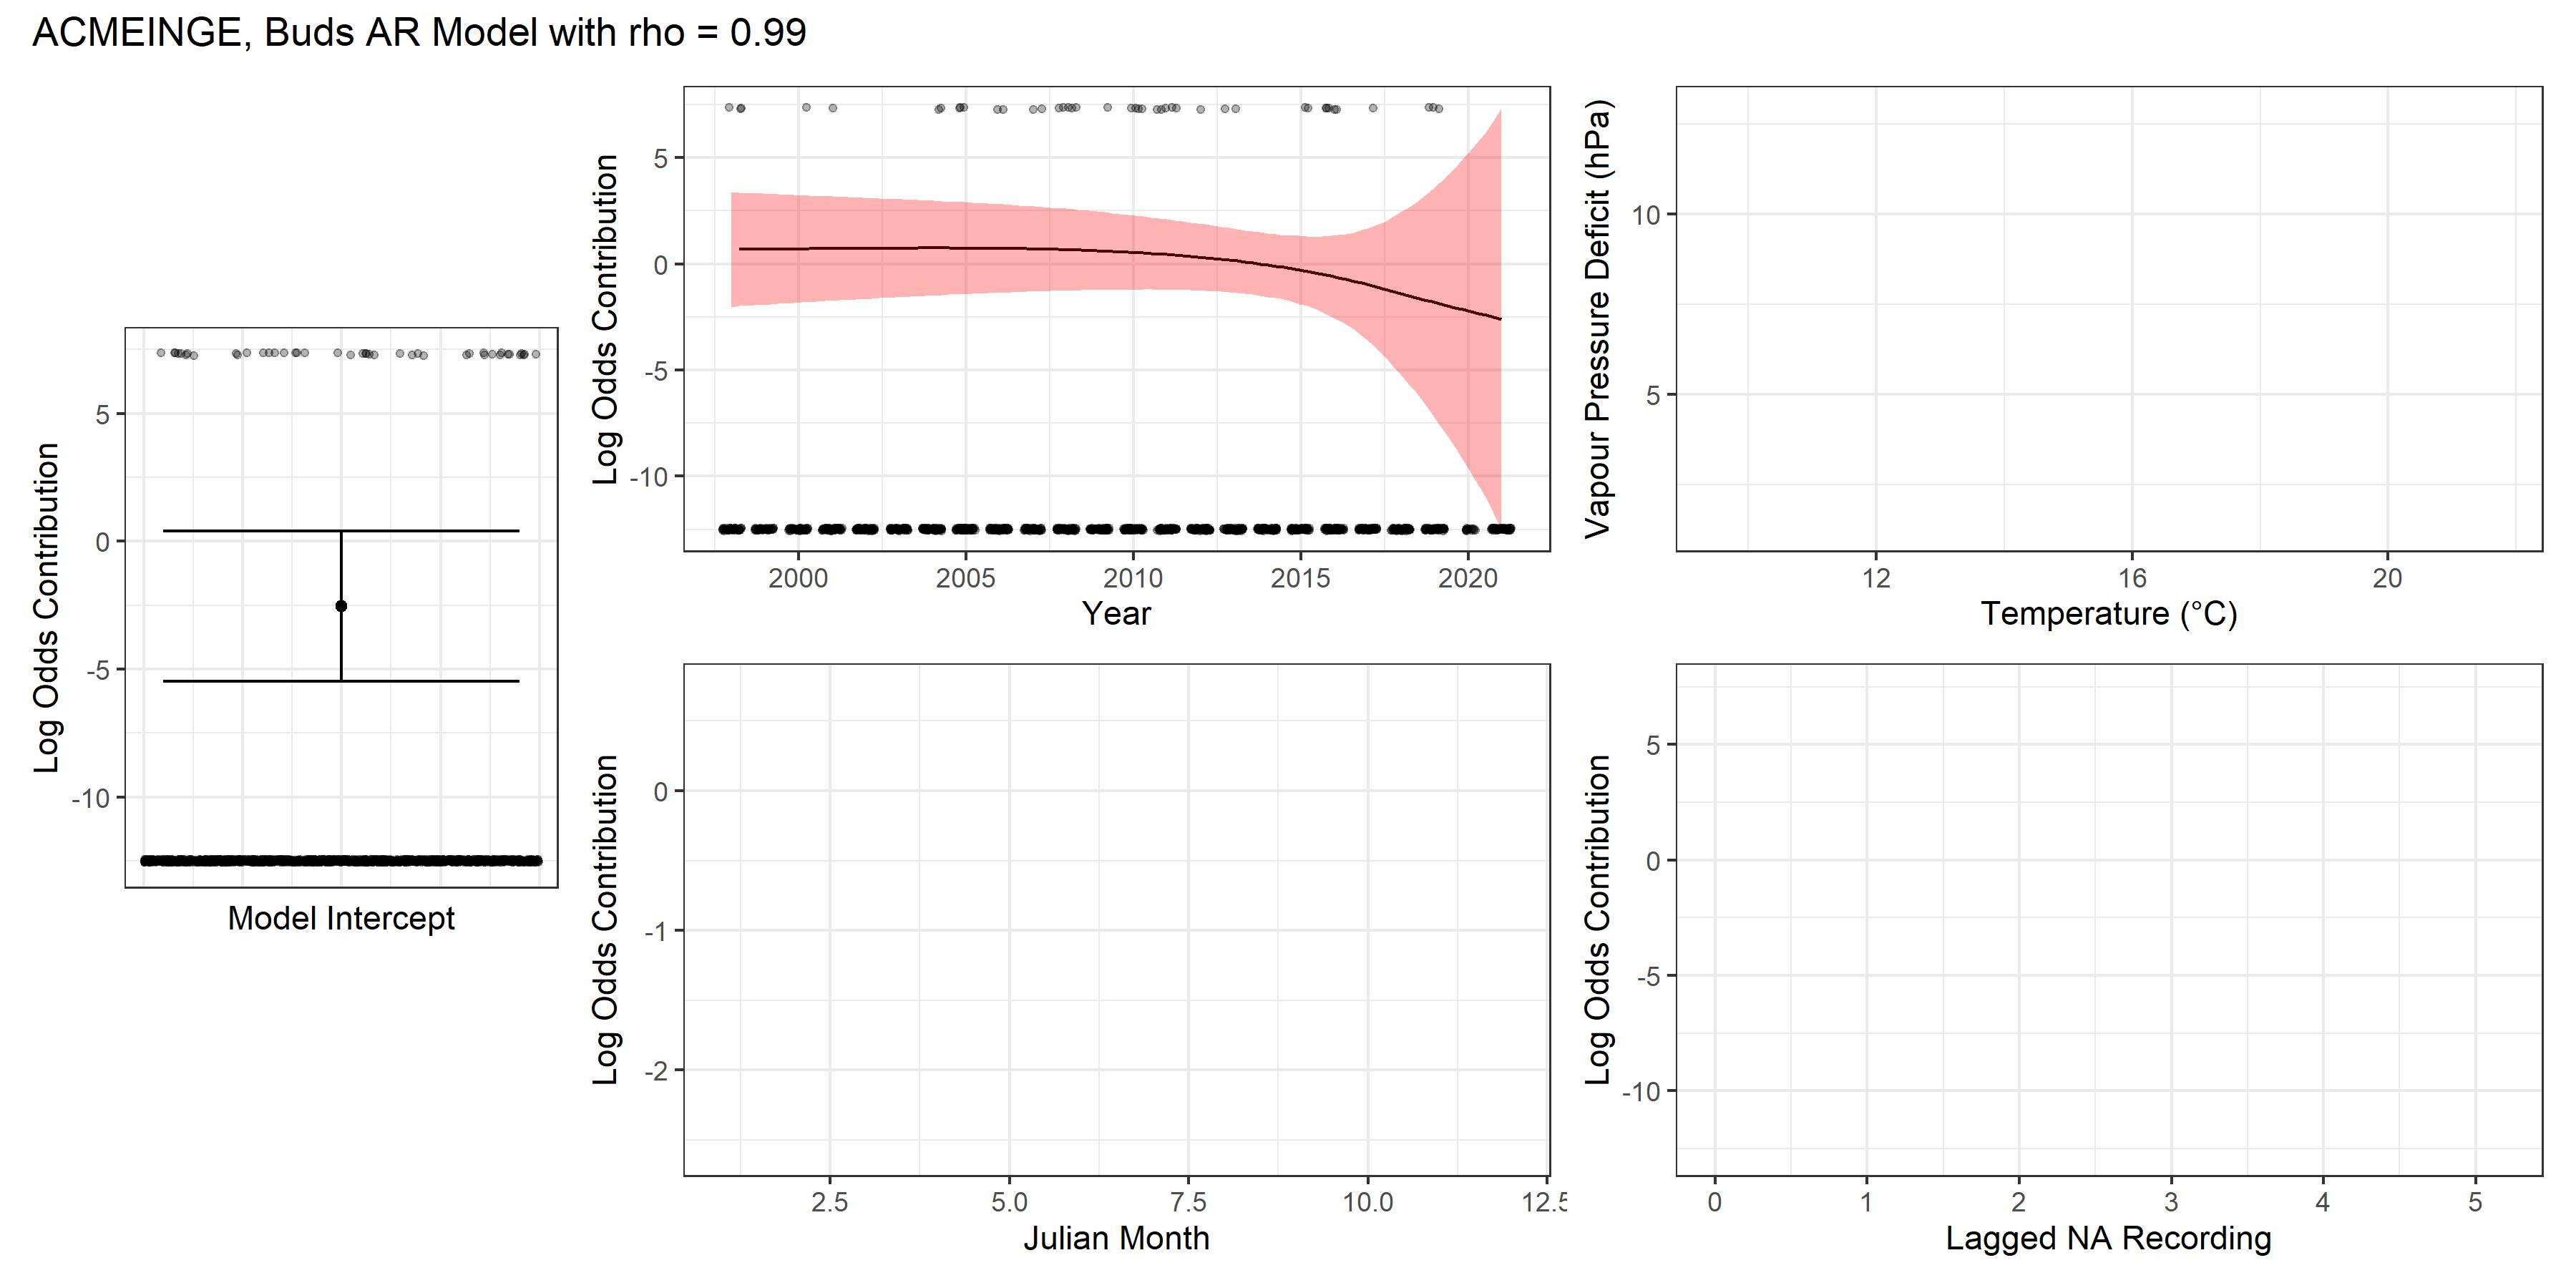 ACMEINGE, Buds AR Model with rho = 0.99
Log Odds Contribution
5
0
-5
-10
Model Intercept
Log Odds Contribution
5
0
-5
-10
2000 2005 2010 2015 2020
Year
Vapour Pressure Deficit (hPa)
10
5
12 16 20
Temperature (°C)
Log Odds Contribution
0
-1
-2
2.5 5.0 7.5 10.0 12.5
Julian Month
Log Odds Contribution
5
0
-5
-10
0 1 2 3 4 5
Lagged NA Recording